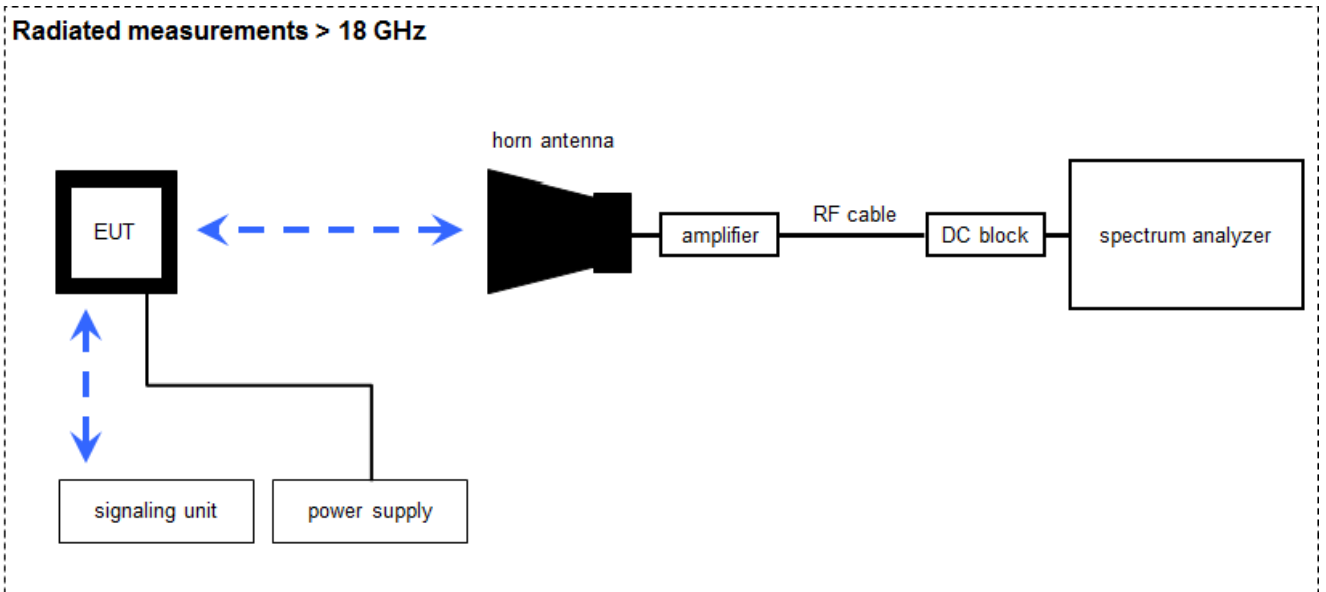 Radiated measurements > 18 GHz
horn antenna
EUT
amplifier
RF cable
DC block
spectrum analyzer
signaling unit
power supply